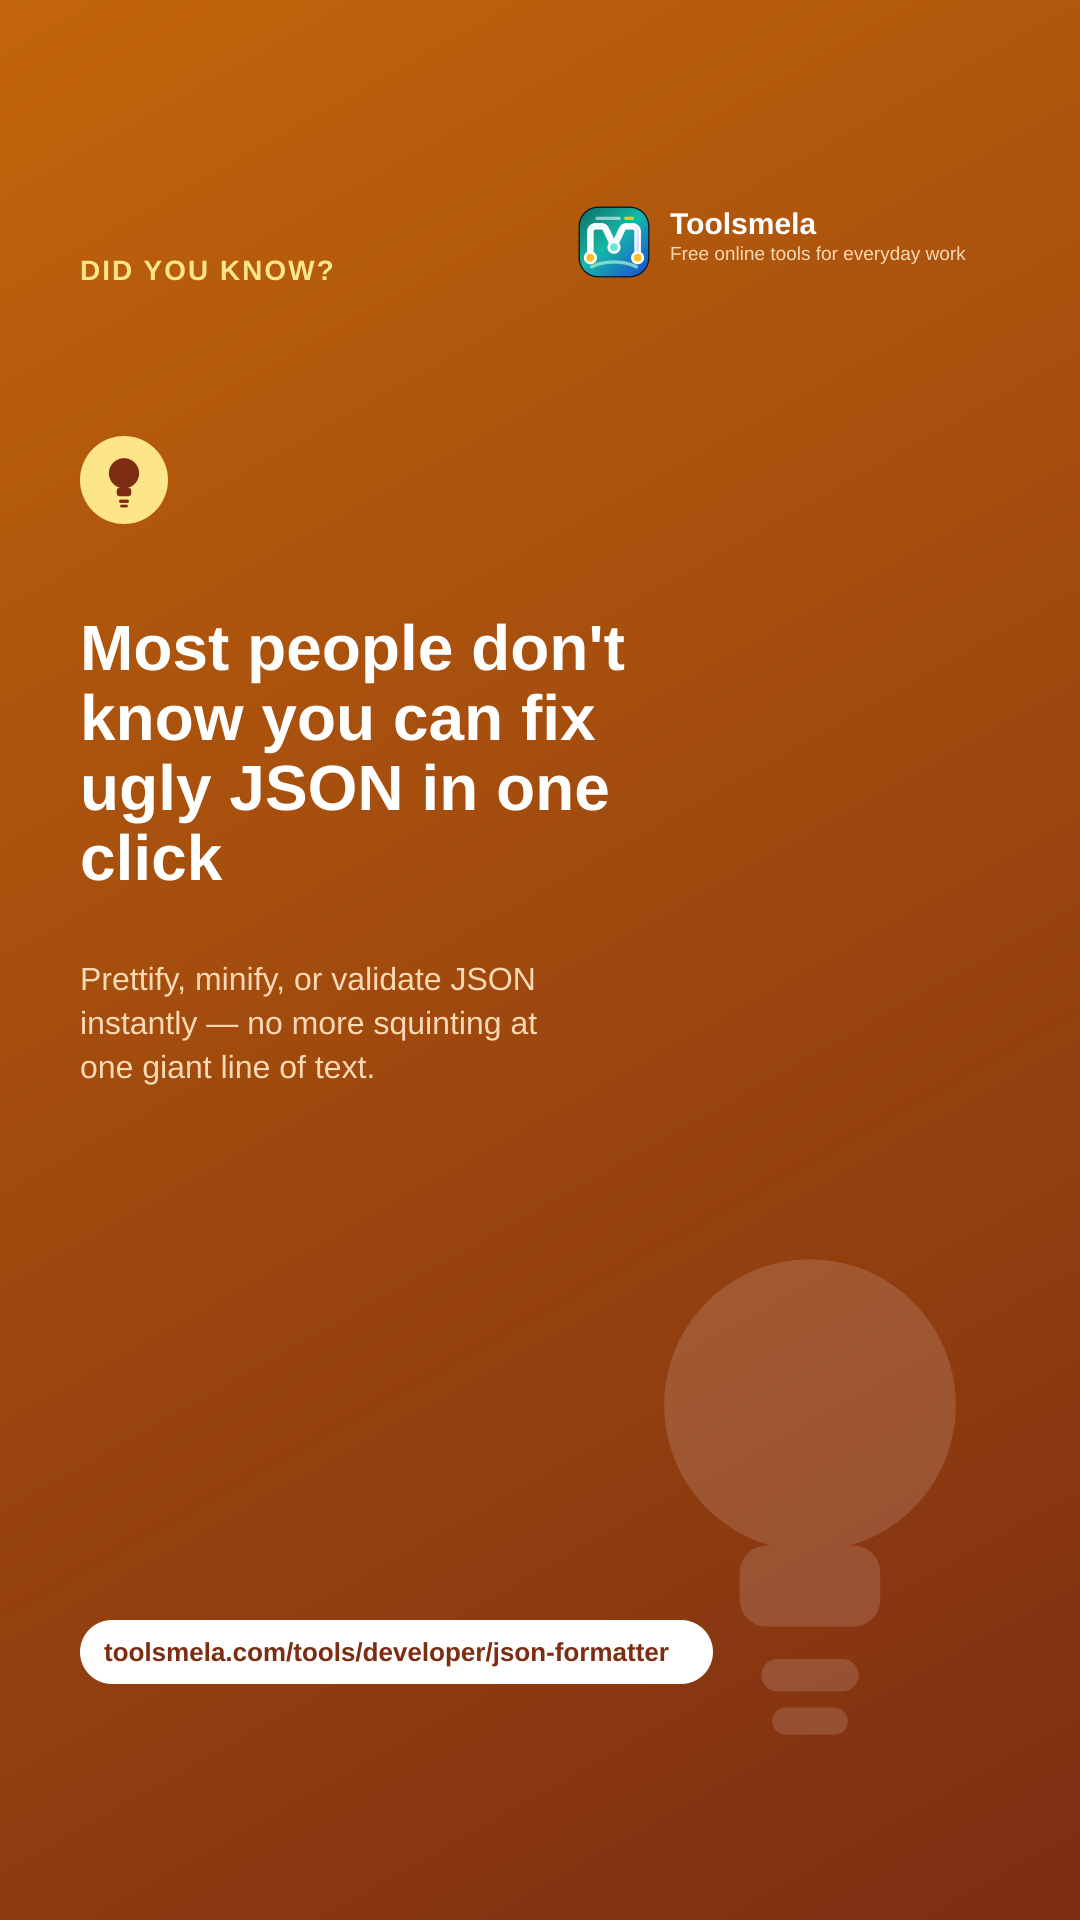 Toolsmela
Free online tools for everyday work
DID YOU KNOW?
Most people don't
know you can fix
ugly JSON in one
click
Prettify, minify, or validate JSON
instantly — no more squinting at
one giant line of text.
toolsmela.com/tools/developer/json-formatter